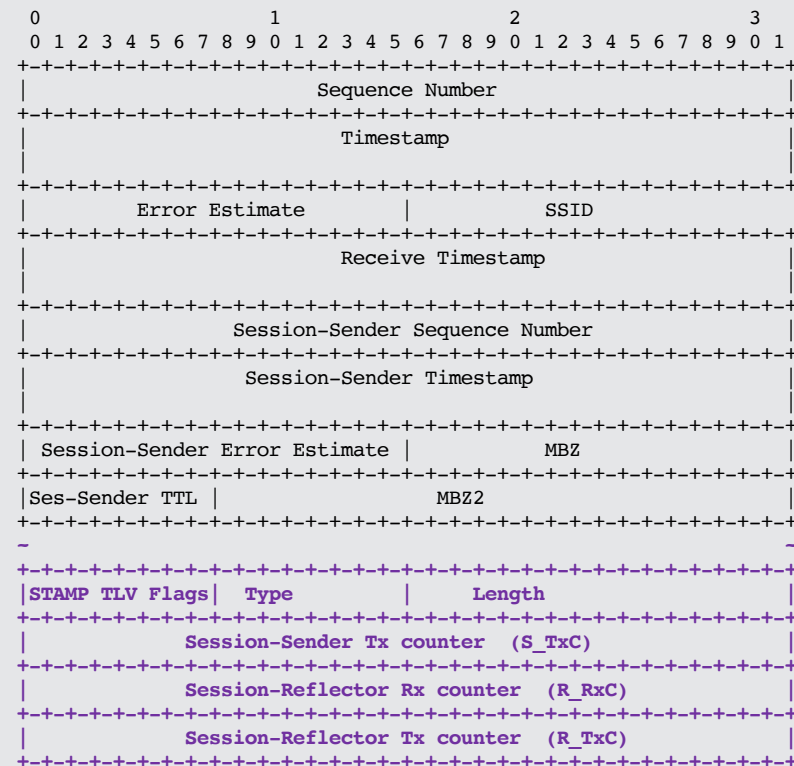 0                   1                   2                   3
 0 1 2 3 4 5 6 7 8 9 0 1 2 3 4 5 6 7 8 9 0 1 2 3 4 5 6 7 8 9 0 1
+-+-+-+-+-+-+-+-+-+-+-+-+-+-+-+-+-+-+-+-+-+-+-+-+-+-+-+-+-+-+-+-+
|                        Sequence Number                        |
+-+-+-+-+-+-+-+-+-+-+-+-+-+-+-+-+-+-+-+-+-+-+-+-+-+-+-+-+-+-+-+-+
|                          Timestamp                            |
|                                                               |
+-+-+-+-+-+-+-+-+-+-+-+-+-+-+-+-+-+-+-+-+-+-+-+-+-+-+-+-+-+-+-+-+
|         Error Estimate        |           SSID
+-+-+-+-+-+-+-+-+-+-+-+-+-+-+-+-+-+-+-+-+-+-+-+-+-+-+-+-+-+-+-+-+
|                          Receive Timestamp                    |
|                                                               |
+-+-+-+-+-+-+-+-+-+-+-+-+-+-+-+-+-+-+-+-+-+-+-+-+-+-+-+-+-+-+-+-+
|                 Session-Sender Sequence Number                |
+-+-+-+-+-+-+-+-+-+-+-+-+-+-+-+-+-+-+-+-+-+-+-+-+-+-+-+-+-+-+-+-+
|                  Session-Sender Timestamp                     |
|                                                               |
+-+-+-+-+-+-+-+-+-+-+-+-+-+-+-+-+-+-+-+-+-+-+-+-+-+-+-+-+-+-+-+-+
| Session-Sender Error Estimate |           MBZ                 |
+-+-+-+-+-+-+-+-+-+-+-+-+-+-+-+-+-+-+-+-+-+-+-+-+-+-+-+-+-+-+-+-+
|Ses-Sender TTL |                  MBZ2                         |
+-+-+-+-+-+-+-+-+-+-+-+-+-+-+-+-+-+-+-+-+-+-+-+-+-+-+-+-+-+-+-+-+
~                                                               ~
+-+-+-+-+-+-+-+-+-+-+-+-+-+-+-+-+-+-+-+-+-+-+-+-+-+-+-+-+-+-+-+-+
|STAMP TLV Flags|  Type         |     Length                    |
+-+-+-+-+-+-+-+-+-+-+-+-+-+-+-+-+-+-+-+-+-+-+-+-+-+-+-+-+-+-+-+-+
|             Session-Sender Tx counter  (S_TxC)                |
+-+-+-+-+-+-+-+-+-+-+-+-+-+-+-+-+-+-+-+-+-+-+-+-+-+-+-+-+-+-+-+-+
|             Session-Reflector Rx counter  (R_RxC)             |
+-+-+-+-+-+-+-+-+-+-+-+-+-+-+-+-+-+-+-+-+-+-+-+-+-+-+-+-+-+-+-+-+
|             Session-Reflector Tx counter  (R_TxC)             |
+-+-+-+-+-+-+-+-+-+-+-+-+-+-+-+-+-+-+-+-+-+-+-+-+-+-+-+-+-+-+-+-+